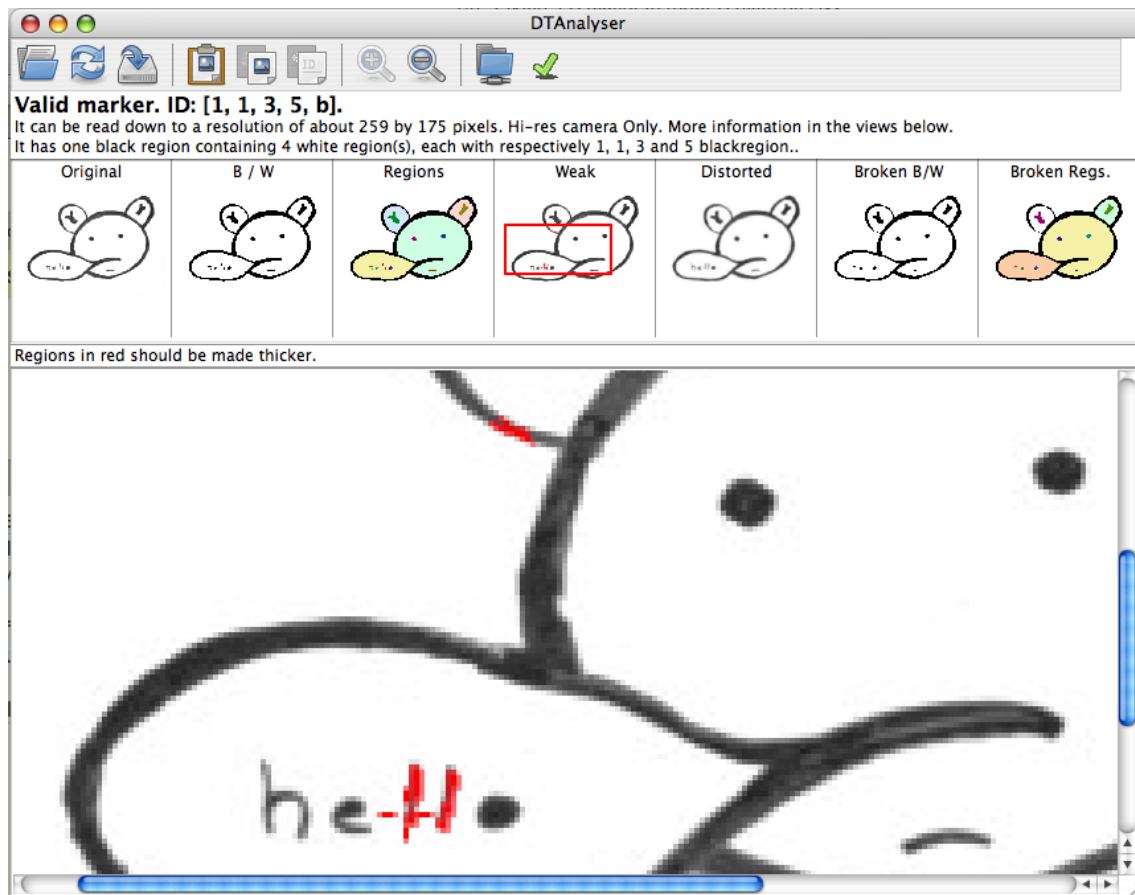 DTAnalyser
Valid marker. ID: [1, 1, 3, 5, b].
It can be read down to a resolution of about 259 by 175 pixels. Hi-res camera Only. More information in the views below.
It has one black region containing 4 white region(s), each with respectively 1, 1, 3 and 5 blackregion..
Original B / W Regions Weak Distorted Broken B/W Broken Regs.
Regions in red should be made thicker.
hello